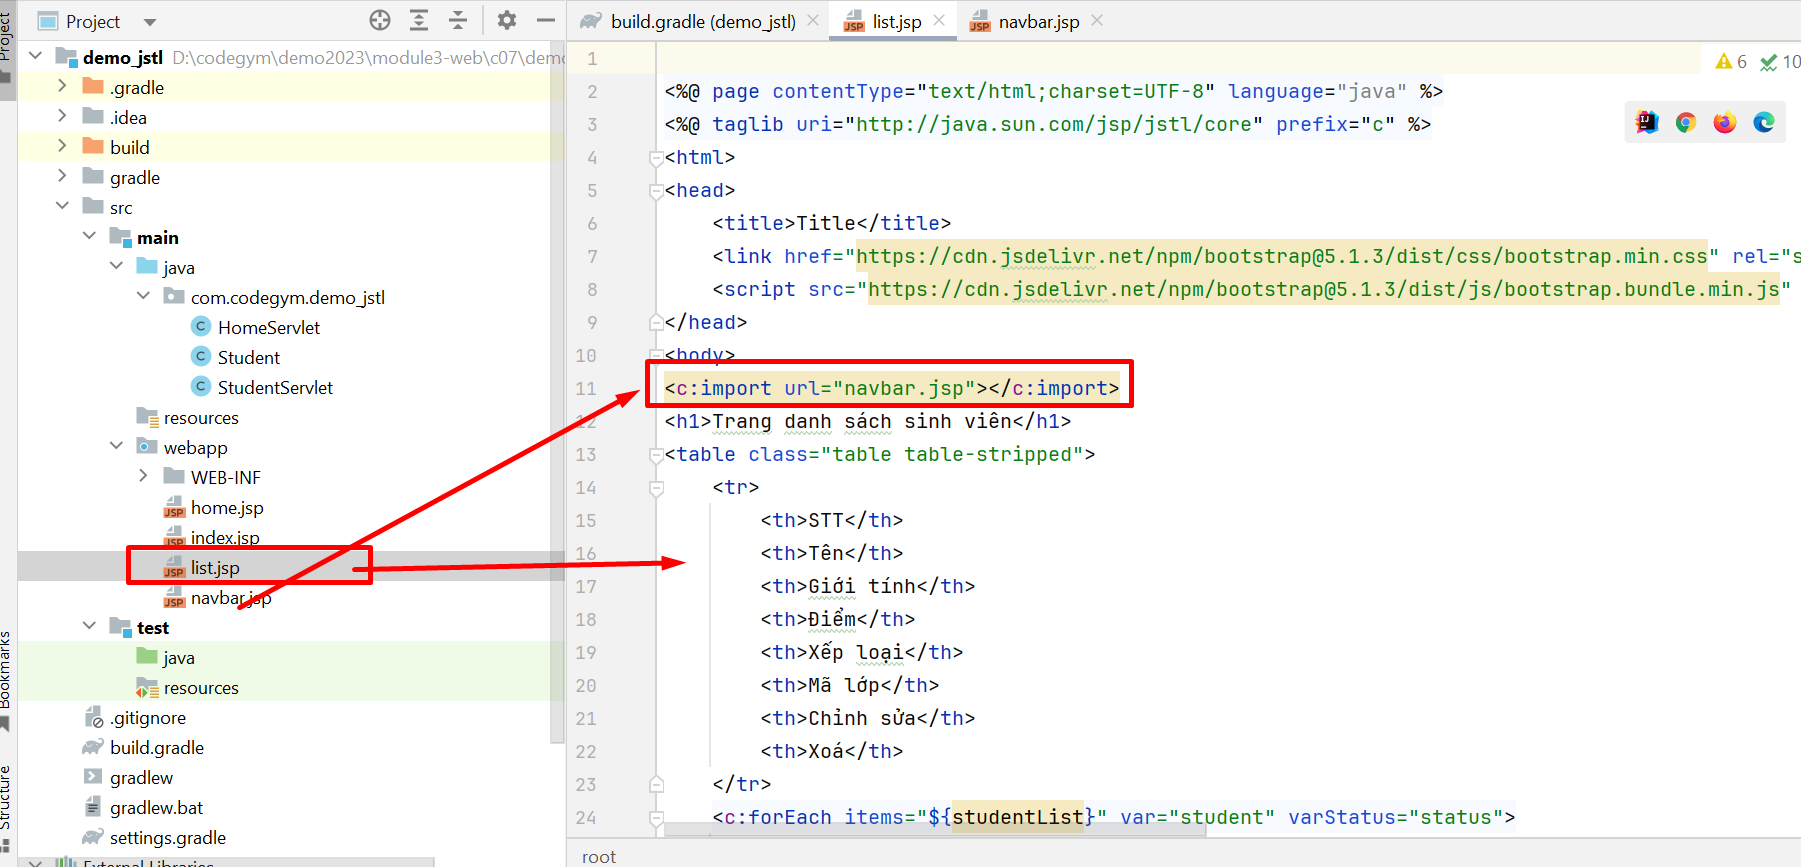 Project
build.gradle (demo_jstl)
list.jsp
navbar.jsp
Project
demo_jstl D:\codegym\demo2023\module3-web\c07\demo
.gradle
.idea
build
gradle
src
main
java
com.codegym.demo_jstl
HomeServlet
Student
StudentServlet
resources
webapp
WEB-INF
home.jsp
index.jsp
list.jsp
navbar.jsp
test
java
resources
.gitignore
build.gradle
gradlew
gradlew.bat
settings.gradle
External Libraries
Bookmarks
Structure
6 10
1
2 <%@ page contentType="text/html;charset=UTF-8" language="java" %>
3 <%@ taglib uri="http://java.sun.com/jsp/jstl/core" prefix="c" %>
4 <html>
5 <head>
6 <title>Title</title>
7 <link href="https://cdn.jsdelivr.net/npm/bootstrap@5.1.3/dist/css/bootstrap.min.css" rel="s
8 <script src="https://cdn.jsdelivr.net/npm/bootstrap@5.1.3/dist/js/bootstrap.bundle.min.js"
9 </head>
10 <body>
11 <c:import url="navbar.jsp"></c:import>
12 <h1>Trang danh sách sinh viên</h1>
13 <table class="table table-stripped">
14 <tr>
15 <th>STT</th>
16 <th>Tên</th>
17 <th>Giới tính</th>
18 <th>Điểm</th>
19 <th>Xếp loại</th>
20 <th>Mã lớp</th>
21 <th>Chỉnh sửa</th>
22 <th>Xoá</th>
23 </tr>
24 <c:forEach items="${studentList}" var="student" varStatus="status">
root